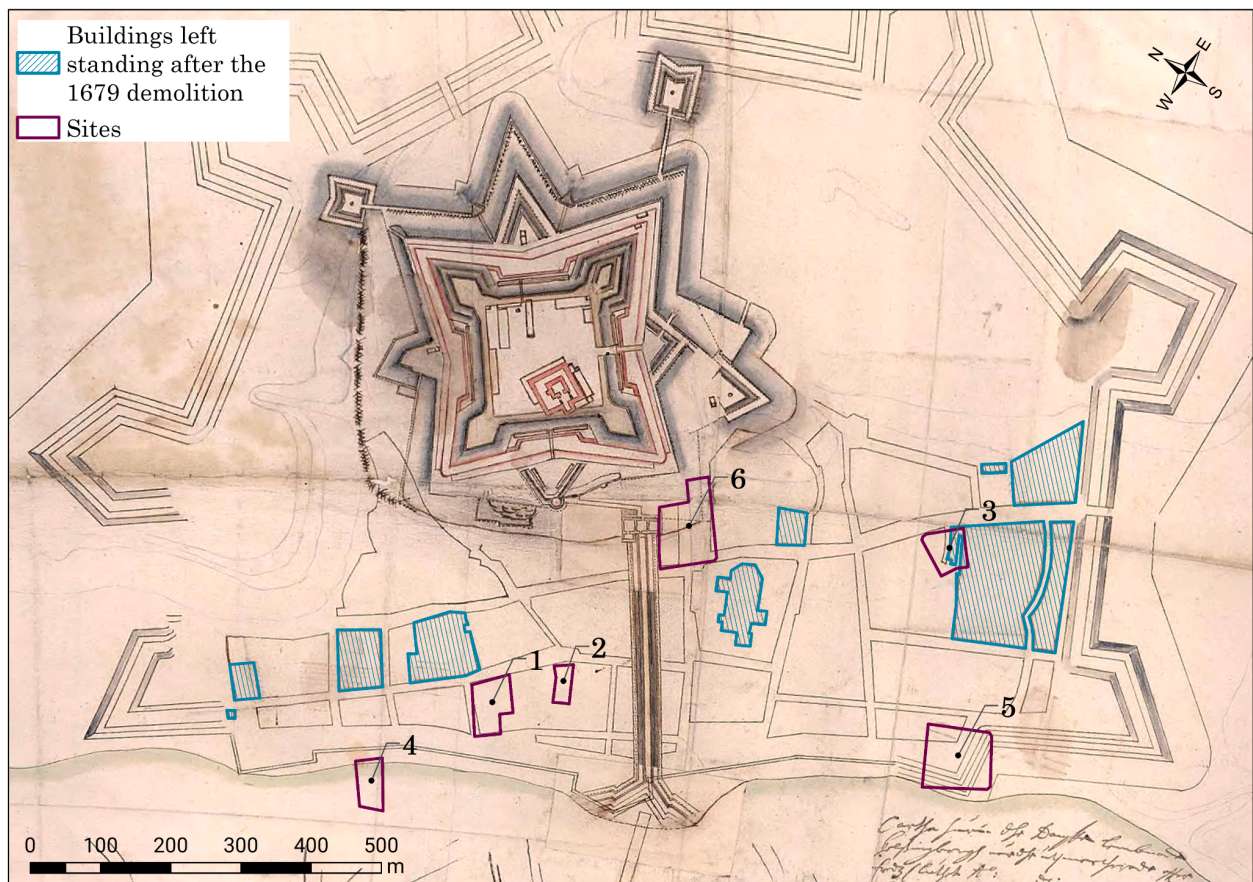 Buildings left
standing after the
1679 demolition
Sites
N
E
W
S
6
3
1
2
5
4
0 100 200 300 400 500
m